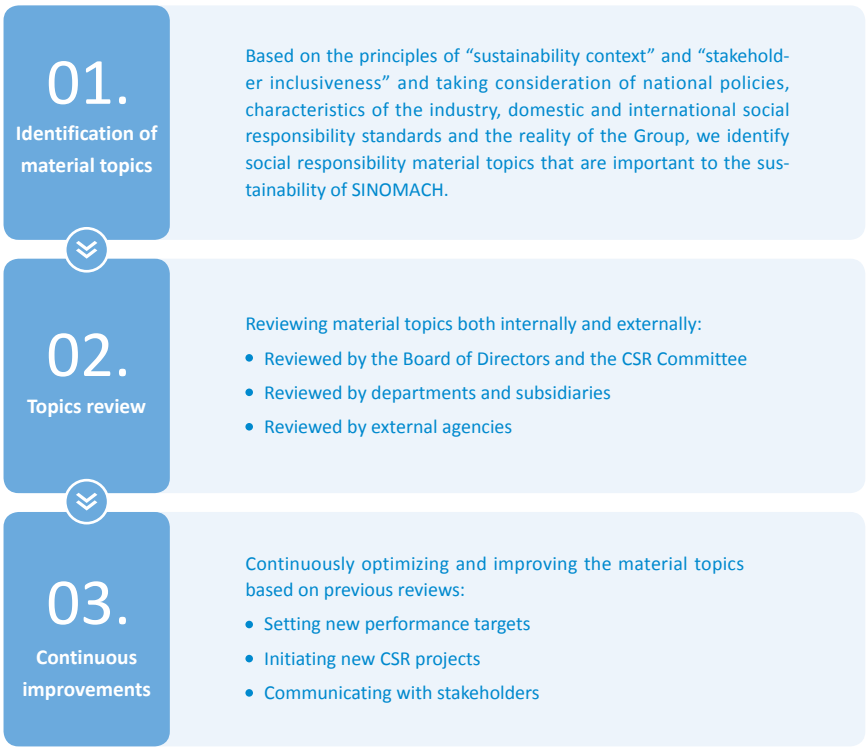 01.
Identification of
material topics
Based on the principles of “sustainability context” and “stakehold-
er inclusiveness” and taking consideration of national policies,
characteristics of the industry, domestic and international social
responsibility standards and the reality of the Group, we identify
social responsibility material topics that are important to the sus-
tainability of SINOMACH.
02.
Topics review
Reviewing material topics both internally and externally:
• Reviewed by the Board of Directors and the CSR Committee
• Reviewed by departments and subsidiaries
• Reviewed by external agencies
03.
Continuous
improvements
Continuously optimizing and improving the material topics
based on previous reviews:
• Setting new performance targets
• Initiating new CSR projects
• Communicating with stakeholders